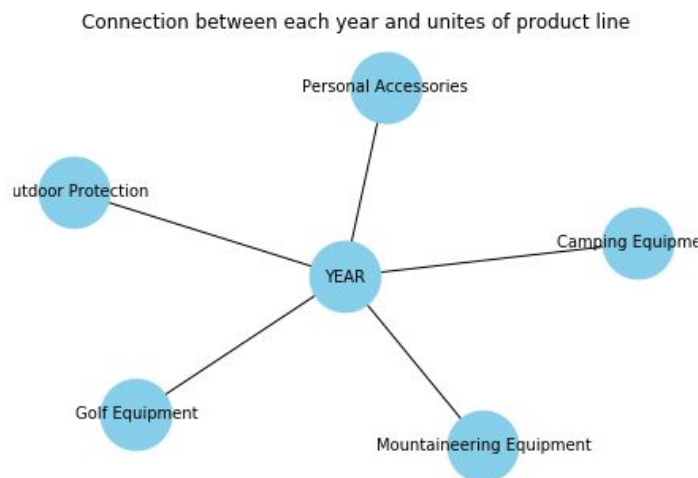 Connection between each year and unites of product line
Personal Accessories
utdoor Protection
Camping Equipme
YEAR
Golf Equipment
Mountaineering Equipment